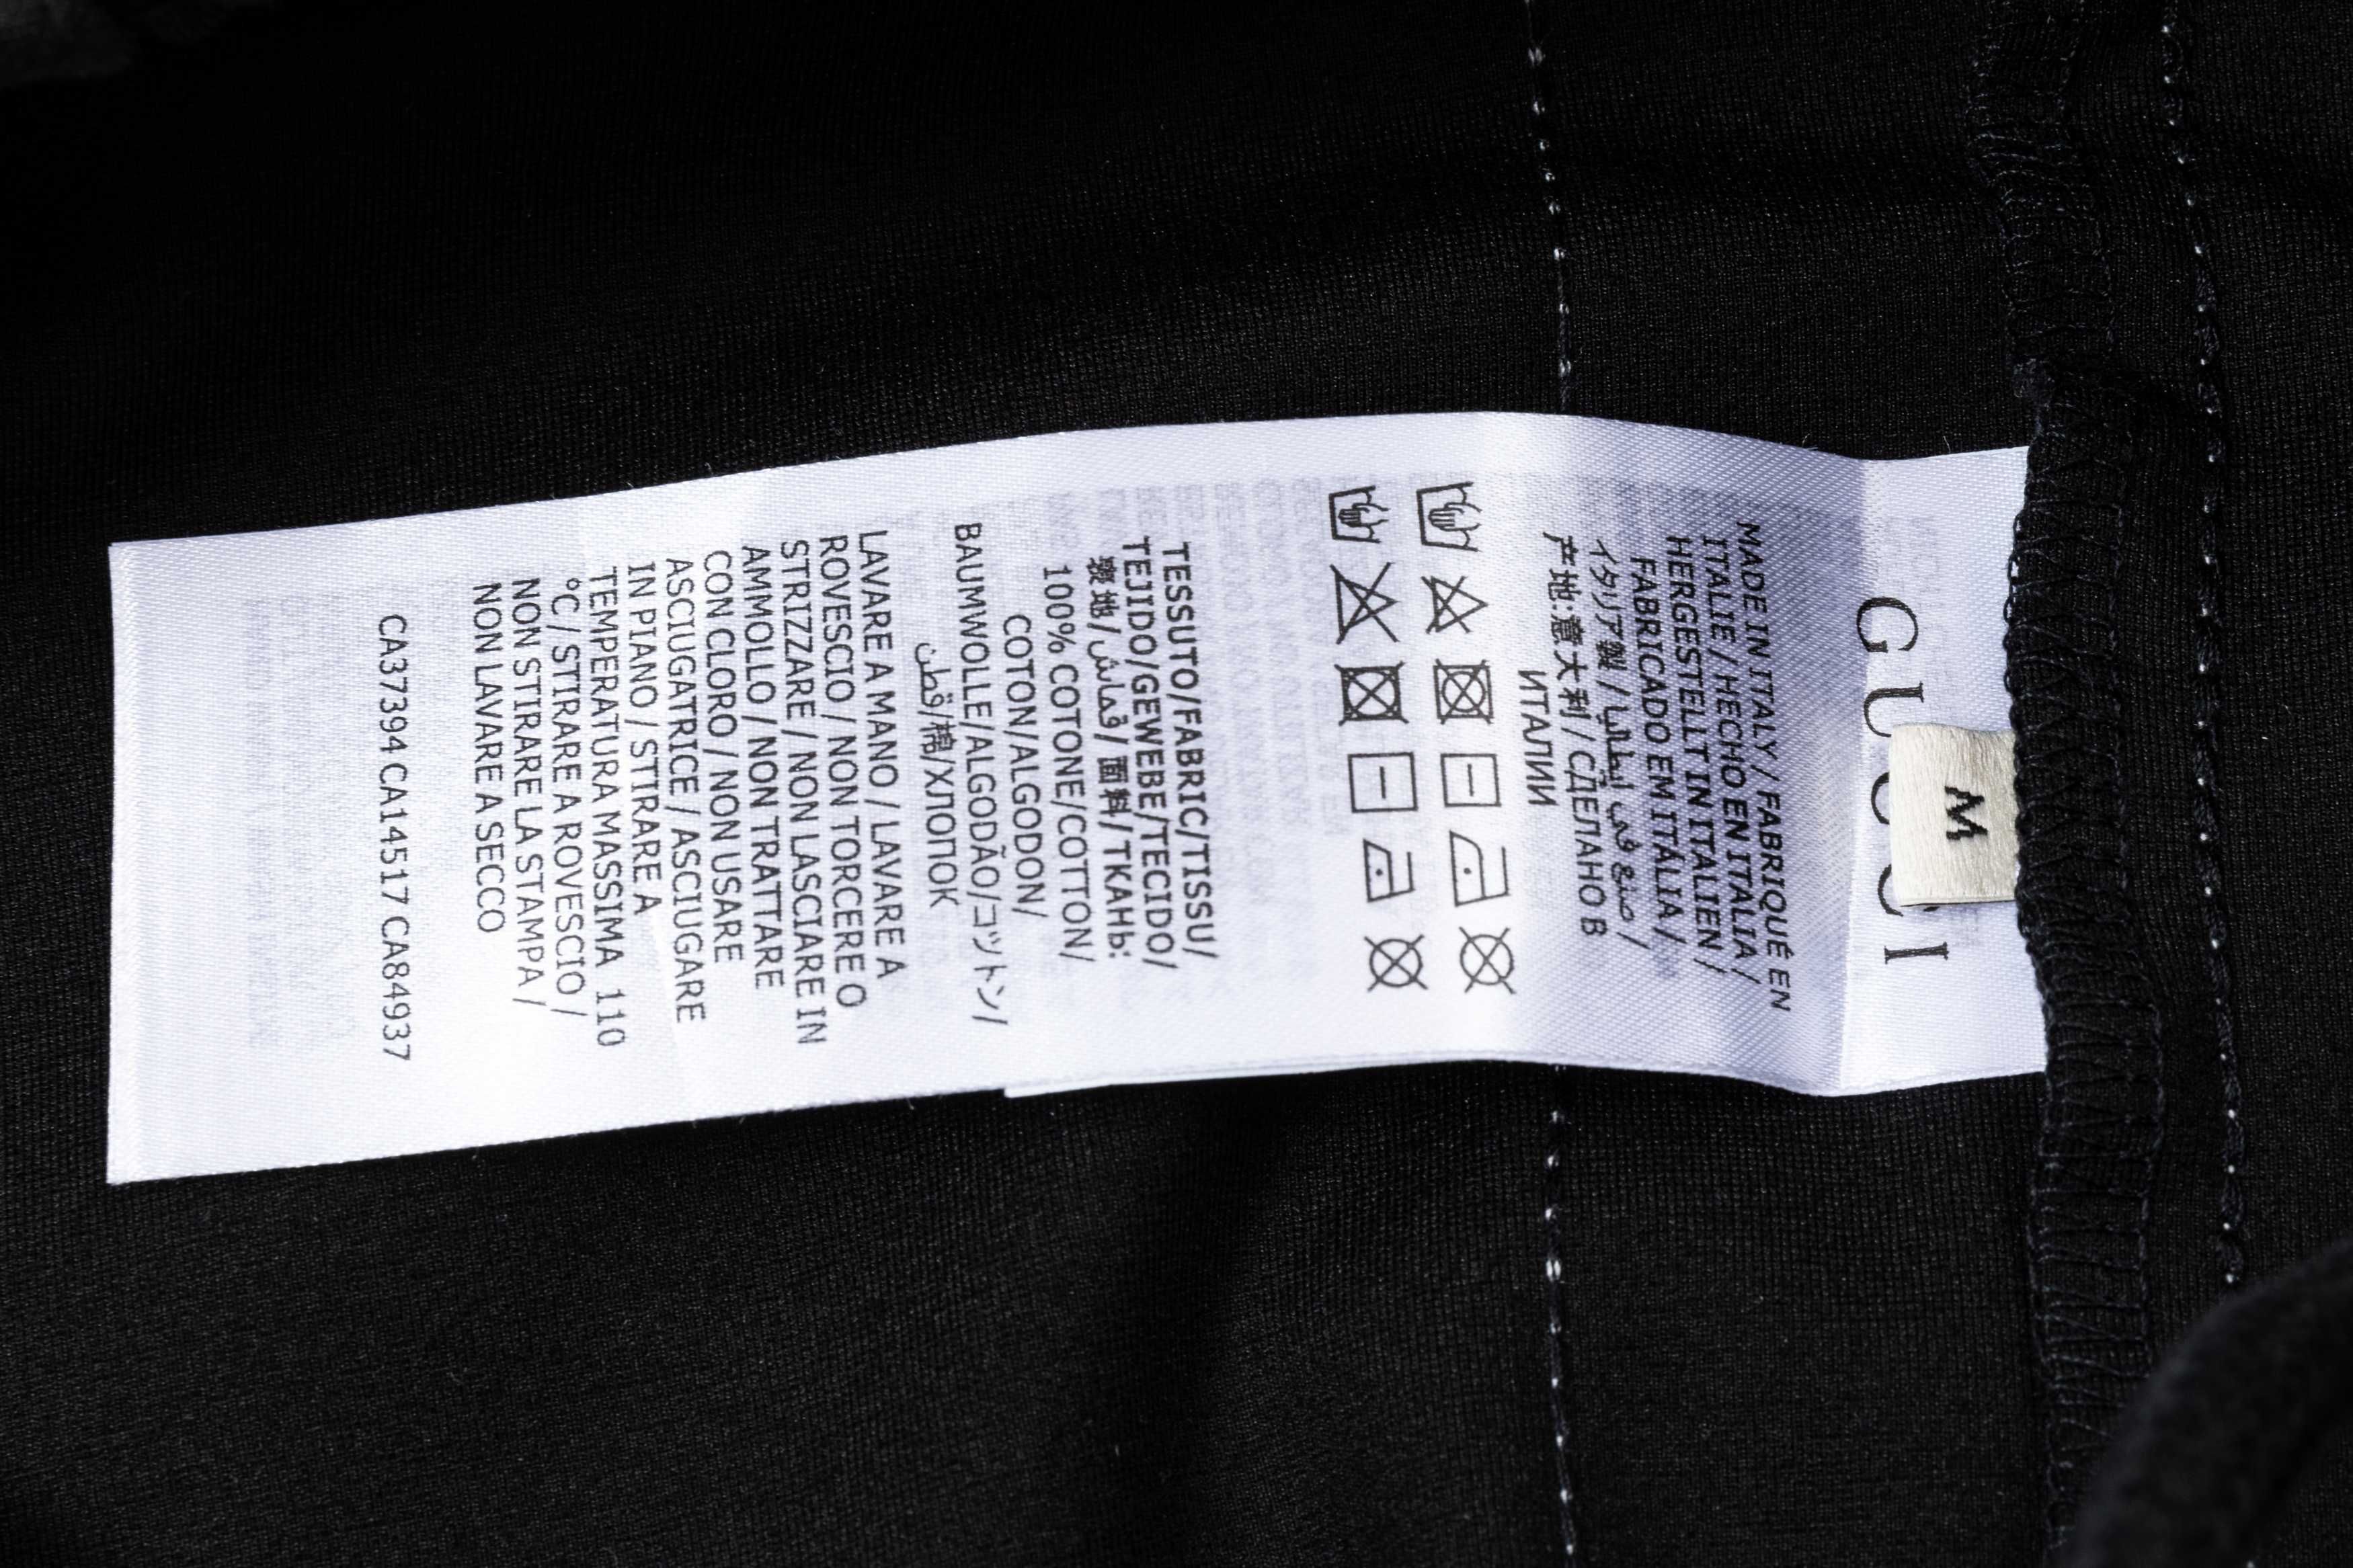 GUCCI
M
MADE IN ITALY / FABRIQUÉ EN
ITALIE / HECHO EN ITALIA /
HERGESTELLT IN ITALIEN /
FABRICADO EM ITÁLIA /
イタリア製 / صنع في إيطاليا /
产地:意大利 / СДЕЛАНО В
ИТАЛИИ
TESSUTO/FABRIC/TISSU/
TEJIDO/GEWEBE/TECIDO/
表地/قماش/面料/ТКАНЬ:
100% COTONE/COTTON/
COTON/ALGODON/
BAUMWOLLE/ALGODÃO/コットン/
قطن/棉/ХЛОПОК
LAVARE A MANO / LAVARE A
ROVESCIO / NON TORCERE O
STRIZZARE / NON LASCIARE IN
AMMOLLO / NON TRATTARE
CON CLORO / NON USARE
ASCIUGATRICE / ASCIUGARE
IN PIANO / STIRARE A
TEMPERATURA MASSIMA 110
°C / STIRARE A ROVESCIO /
NON STIRARE LA STAMPA /
NON LAVARE A SECCO
CA37394 CA14517 CA84937